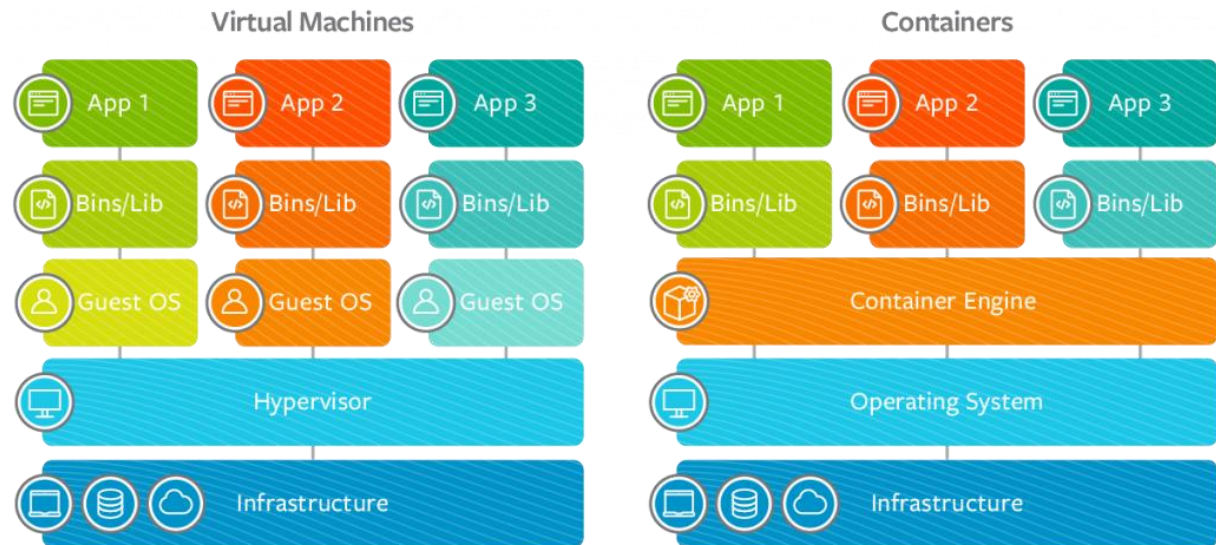 Virtual Machines
App 1
App 2
App 3
Bins/Lib
Bins/Lib
Bins/Lib
Guest OS
Guest OS
Guest OS
Hypervisor
Infrastructure
Containers
App 1
App 2
App 3
Bins/Lib
Bins/Lib
Bins/Lib
Container Engine
Operating System
Infrastructure